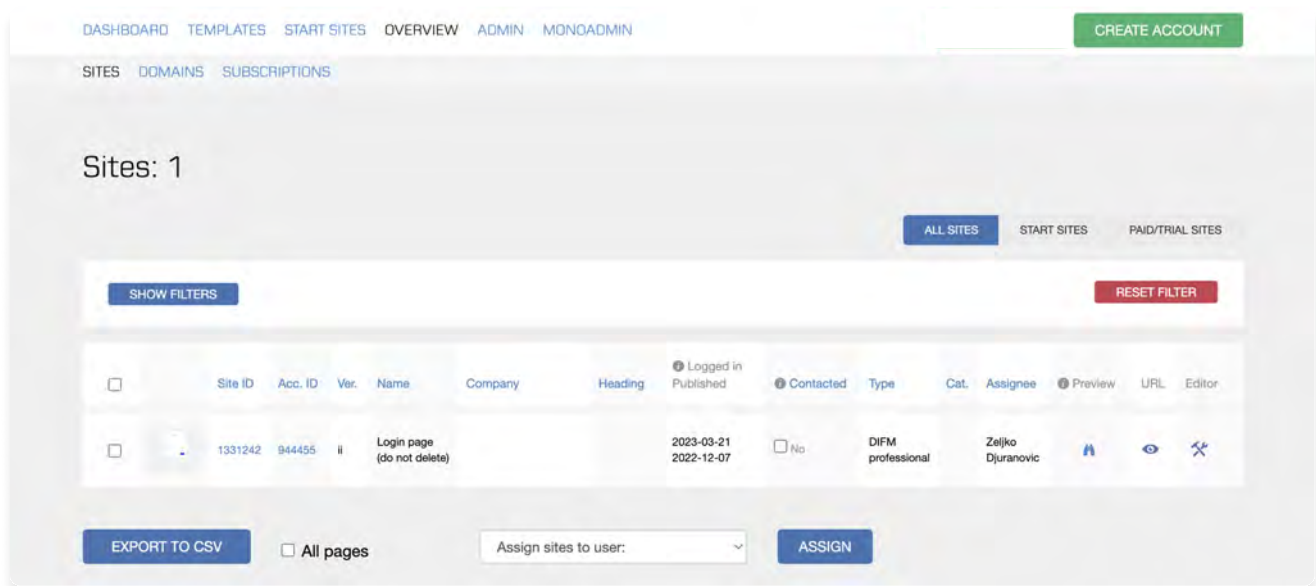 DASHBOARD TEMPLATES START SITES OVERVIEW ADMIN MONOADMIN CREATE ACCOUNT
SITES DOMAINS SUBSCRIPTIONS
Sites: 1
ALL SITES START SITES PAID/TRIAL SITES
SHOW FILTERS RESET FILTER
Site ID Acc. ID Ver. Name Company Heading Logged in Published Contacted Type Cat. Assignee Preview URL Editor
1331242 944455 ii Login page (do not delete) 2023-03-21 2022-12-07 No DIFM professional Zeljko Djuranovic
EXPORT TO CSV All pages Assign sites to user: ASSIGN